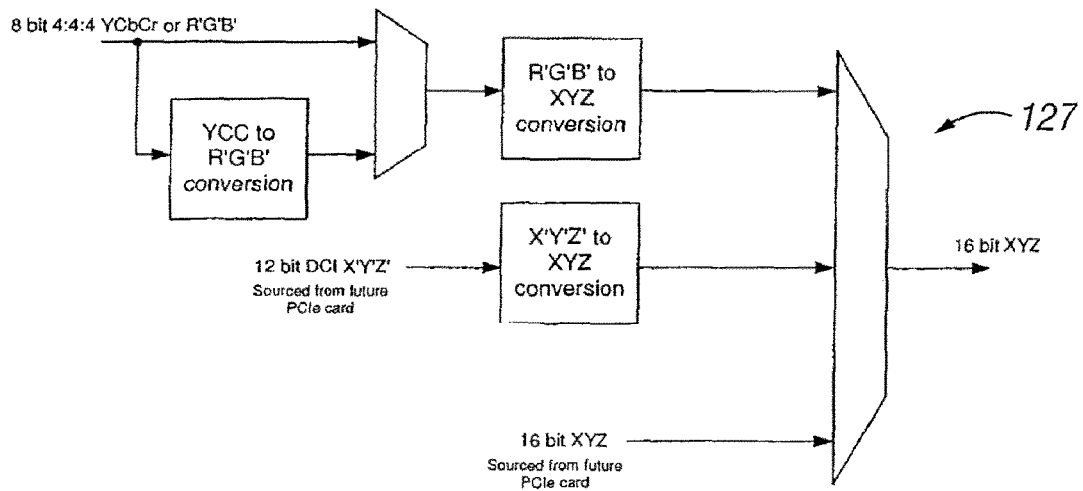 8 bit 4:4:4 YCbCr or R'G'B'
R'G'B' to
XYZ
conversion
127
YCC to
R'G'B'
conversion
X'Y'Z' to
XYZ
conversion
16 bit XYZ
12 bit DCI X'Y'Z'
Sourced from future
PCIe card
16 bit XYZ
Sourced from future
PCIe card